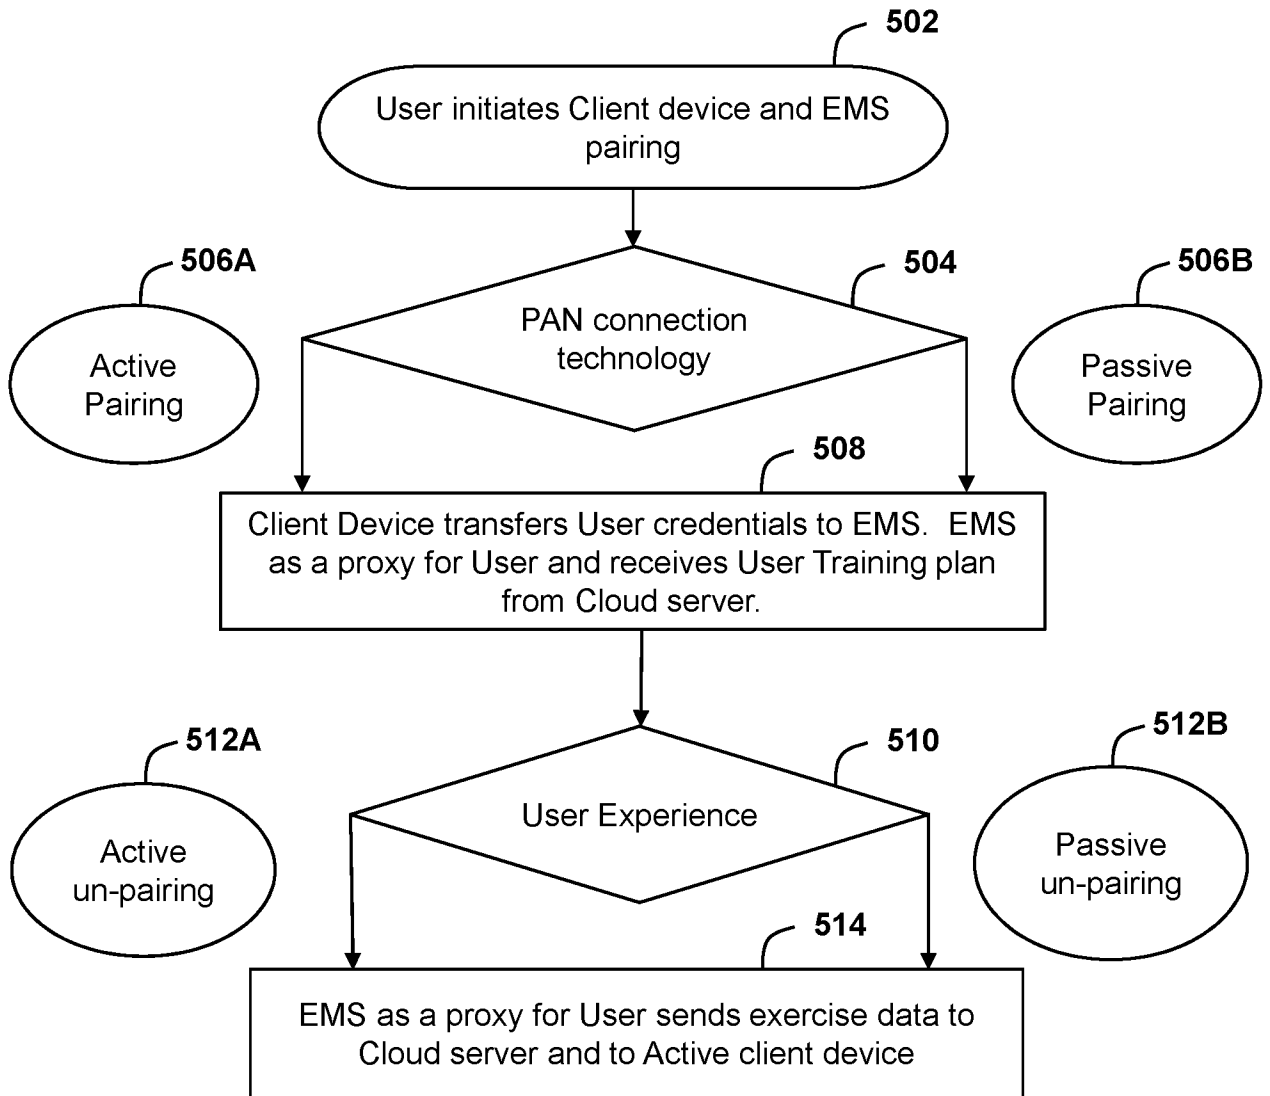 502
User initiates Client device and EMS
pairing
506A
504
506B
PAN connection
technology
Active
Pairing
Passive
Pairing
508
Client Device transfers User credentials to EMS.  EMS
as a proxy for User and receives User Training plan
from Cloud server.
512A
510
512B
User Experience
Active
un-pairing
Passive
un-pairing
514
EMS as a proxy for User sends exercise data to
Cloud server and to Active client device